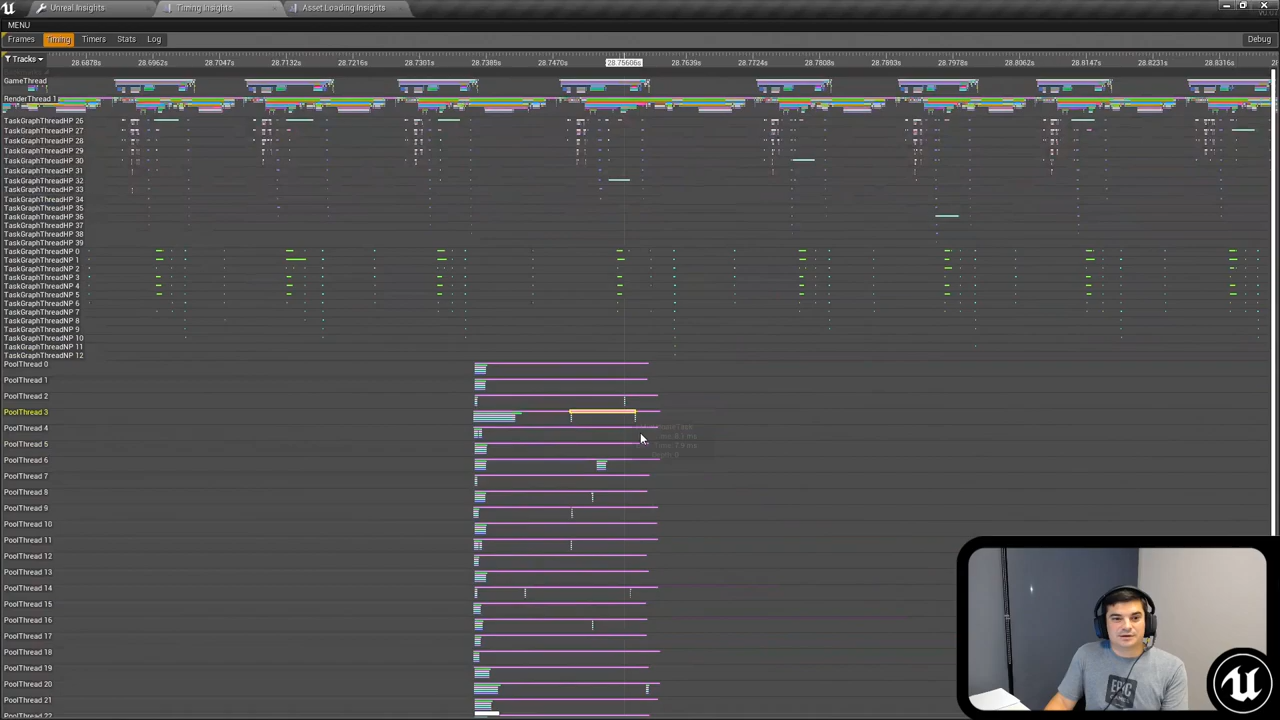 Unreal Insights
Timing Insights
Asset Loading Insights
MENU
Frames
Timing
Timers
Stats
Log
Debug
Tracks
28.6878s
28.6962s
28.7047s
28.7132s
28.7216s
28.7301s
28.7385s
28.7470s
28.75606s
28.7639s
28.7724s
28.7808s
28.7893s
28.7978s
28.8062s
28.8147s
28.8231s
28.8316s
GameThread
RenderThread 1
TaskGraphThreadHP 26
TaskGraphThreadHP 27
TaskGraphThreadHP 28
TaskGraphThreadHP 29
TaskGraphThreadHP 30
TaskGraphThreadHP 31
TaskGraphThreadHP 32
TaskGraphThreadHP 33
TaskGraphThreadHP 34
TaskGraphThreadHP 35
TaskGraphThreadHP 36
TaskGraphThreadHP 37
TaskGraphThreadHP 38
TaskGraphThreadHP 39
TaskGraphThreadNP 0
TaskGraphThreadNP 1
TaskGraphThreadNP 2
TaskGraphThreadNP 3
TaskGraphThreadNP 4
TaskGraphThreadNP 5
TaskGraphThreadNP 6
TaskGraphThreadNP 7
TaskGraphThreadNP 8
TaskGraphThreadNP 9
TaskGraphThreadNP 10
TaskGraphThreadNP 11
TaskGraphThreadNP 12
PoolThread 0
PoolThread 1
PoolThread 2
PoolThread 3
PoolThread 4
PoolThread 5
PoolThread 6
PoolThread 7
PoolThread 8
PoolThread 9
PoolThread 10
PoolThread 11
PoolThread 12
PoolThread 13
PoolThread 14
PoolThread 15
PoolThread 16
PoolThread 17
PoolThread 18
PoolThread 19
PoolThread 20
PoolThread 21
PoolThread 22
EPIC